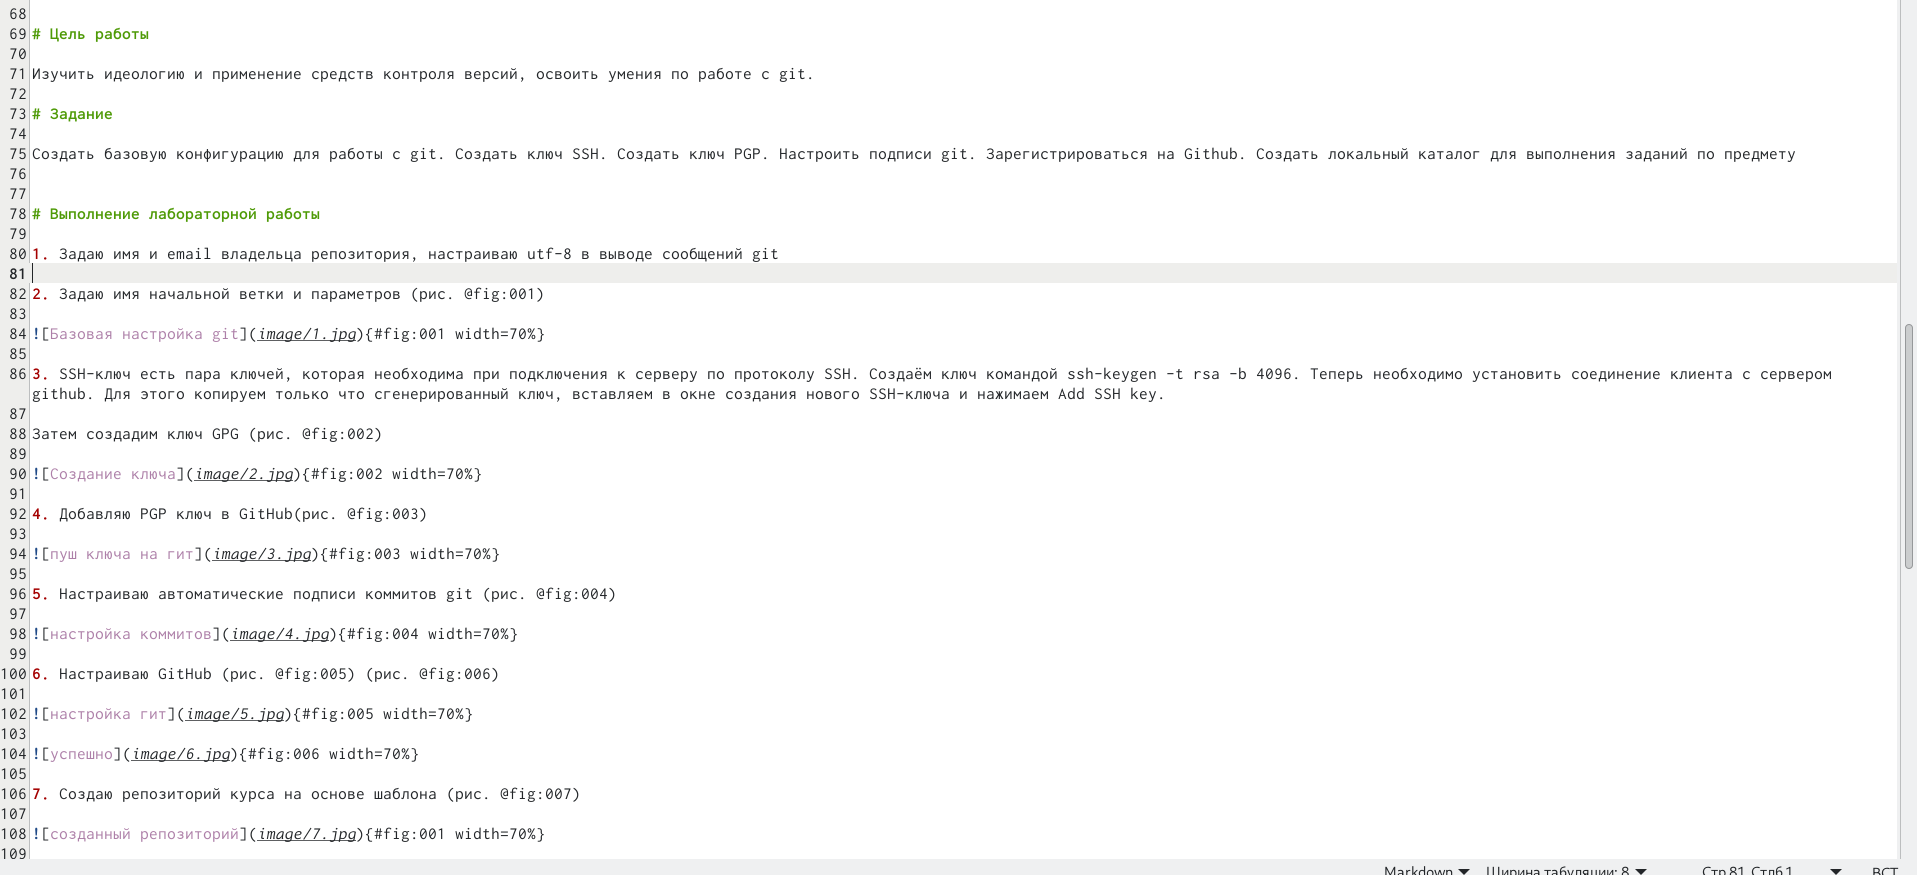 68
69 # Цель работы
70
71 Изучить идеологию и применение средств контроля версий, освоить умения по работе с git.
72
73 # Задание
74
75 Создать базовую конфигурацию для работы с git. Создать ключ SSH. Создать ключ PGP. Настроить подписи git. Зарегистрироваться на Github. Создать локальный каталог для выполнения заданий по предмету
76
77
78 # Выполнение лабораторной работы
79
80 1. Задаю имя и email владельца репозитория, настраиваю utf-8 в выводе сообщений git
81
82 2. Задаю имя начальной ветки и параметров (рис. @fig:001)
83
84 ![Базовая настройка git](image/1.jpg){#fig:001 width=70%}
85
86 3. SSH-ключ есть пара ключей, которая необходима при подключения к серверу по протоколу SSH. Создаём ключ командой ssh-keygen -t rsa -b 4096. Теперь необходимо установить соединение клиента с сервером
github. Для этого копируем только что сгенерированный ключ, вставляем в окне создания нового SSH-ключа и нажимаем Add SSH key.
87
88 Затем создадим ключ GPG (рис. @fig:002)
89
90 ![Создание ключа](image/2.jpg){#fig:002 width=70%}
91
92 4. Добавляю PGP ключ в GitHub(рис. @fig:003)
93
94 ![пуш ключа на гит](image/3.jpg){#fig:003 width=70%}
95
96 5. Настраиваю автоматические подписи коммитов git (рис. @fig:004)
97
98 ![настройка коммитов](image/4.jpg){#fig:004 width=70%}
99
100 6. Настраиваю GitHub (рис. @fig:005) (рис. @fig:006)
101
102 ![настройка гит](image/5.jpg){#fig:005 width=70%}
103
104 ![успешно](image/6.jpg){#fig:006 width=70%}
105
106 7. Создаю репозиторий курса на основе шаблона (рис. @fig:007)
107
108 ![созданный репозиторий](image/7.jpg){#fig:001 width=70%}
109
Markdown Ширина табуляции: 8 Стр 81, Стлб 1 ВСТ